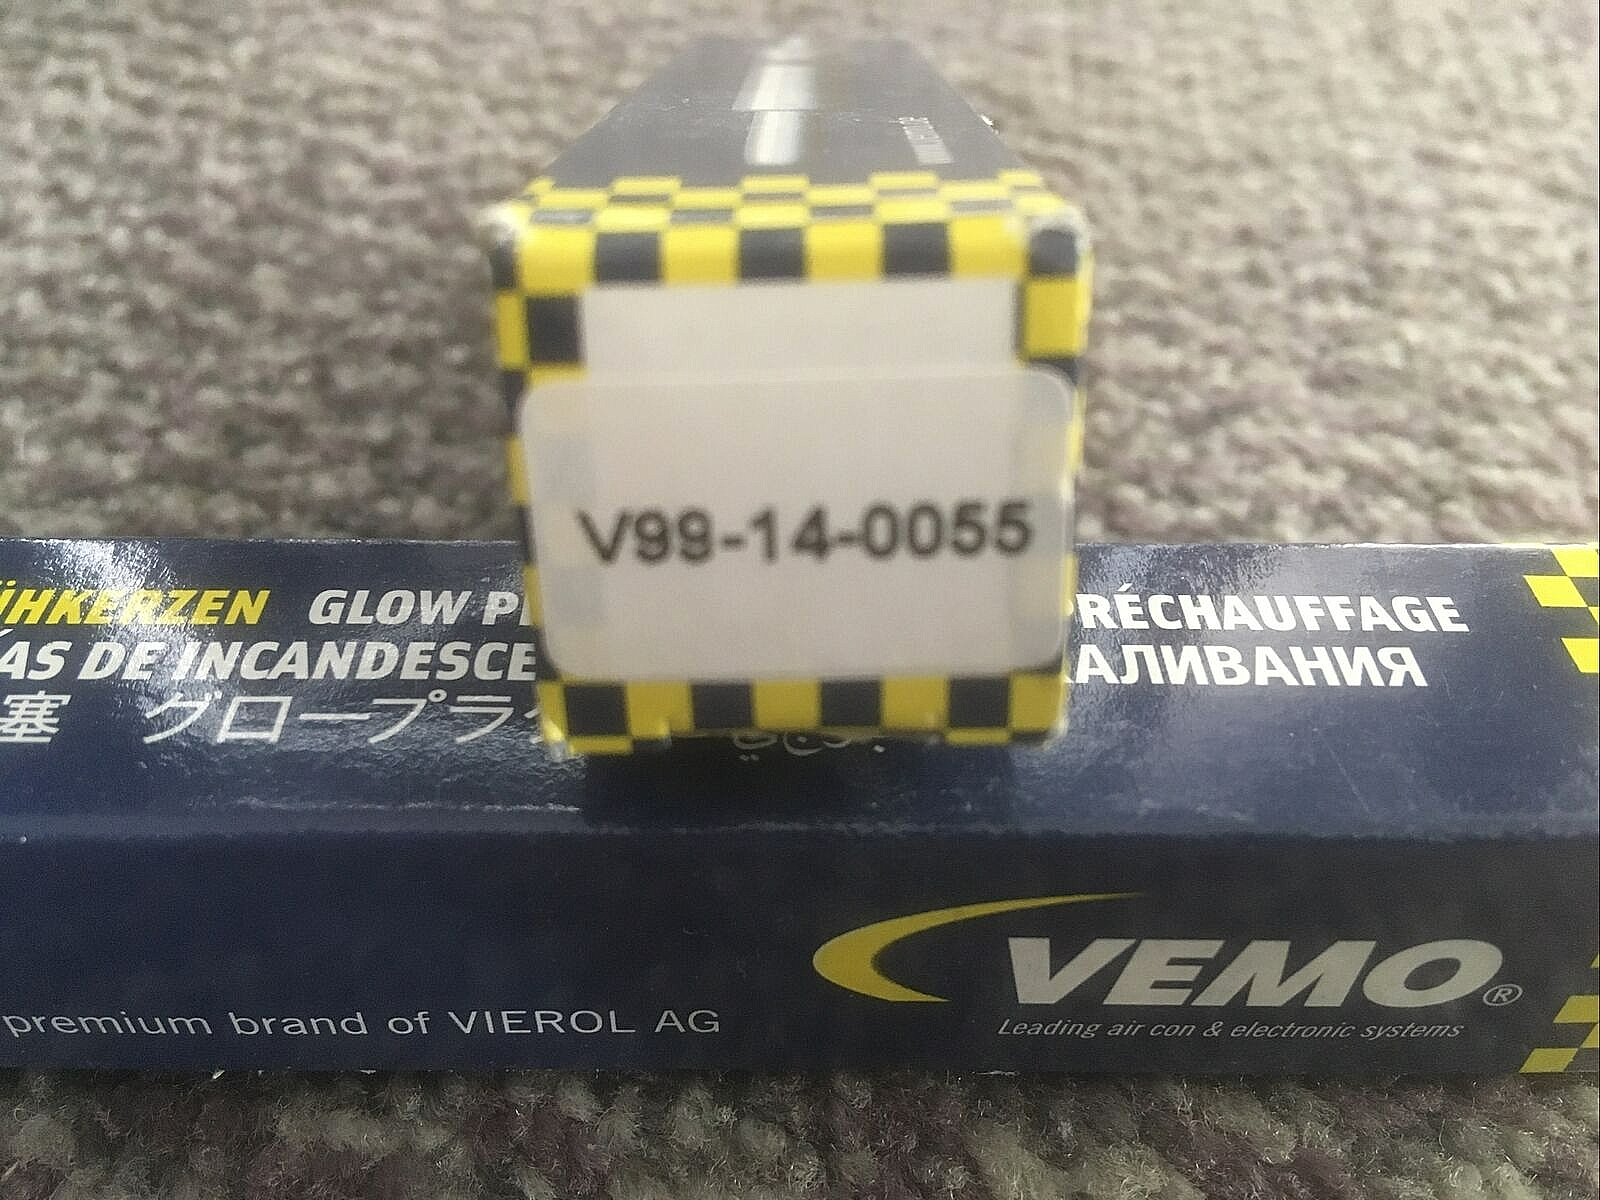 V99-14-0055
ÜHKERZEN GLOW PL RÉCHAUFFAGE
AS DE INCANDESCE АЛИВАНИЯ
塞 グロープラ
VEMO®
premium brand of VIEROL AG
Leading air con & electronic systems